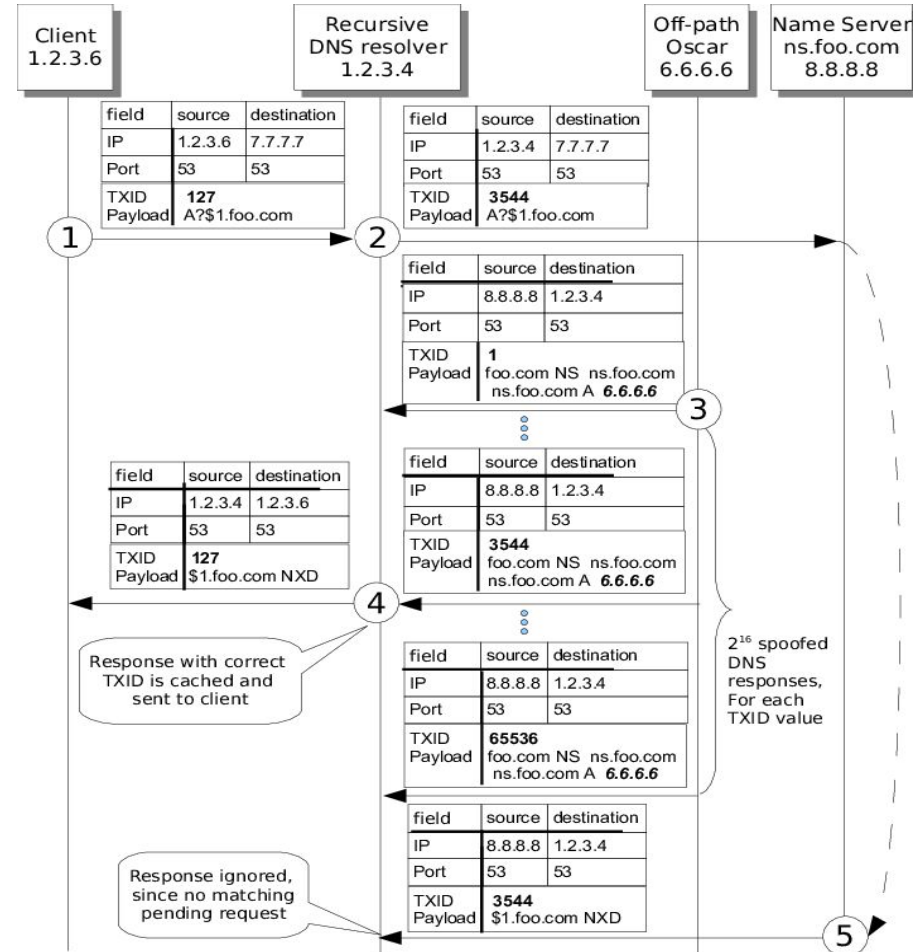 Client
1.2.3.6
Recursive
DNS resolver
1.2.3.4
Off-path
Oscar
6.6.6.6
Name Server
ns.foo.com
8.8.8.8
field source destination
IP 1.2.3.6 7.7.7.7
Port 53 53
TXID 127
Payload A?$1.foo.com
field source destination
IP 1.2.3.4 7.7.7.7
Port 53 53
TXID 3544
Payload A?$1.foo.com
1
2
field source destination
IP 8.8.8.8 1.2.3.4
Port 53 53
TXID 1
Payload foo.com NS ns.foo.com
ns.foo.com A 6.6.6.6
3
field source destination
IP 8.8.8.8 1.2.3.4
Port 53 53
TXID 3544
Payload foo.com NS ns.foo.com
ns.foo.com A 6.6.6.6
field source destination
IP 1.2.3.4 1.2.3.6
Port 53 53
TXID 127
Payload $1.foo.com NXD
4
Response with correct
TXID is cached and
sent to client
field source destination
IP 8.8.8.8 1.2.3.4
Port 53 53
TXID 65536
Payload foo.com NS ns.foo.com
ns.foo.com A 6.6.6.6
2¹⁶ spoofed
DNS
responses,
For each
TXID value
field source destination
IP 8.8.8.8 1.2.3.4
Port 53 53
TXID 3544
Payload $1.foo.com NXD
Response ignored,
since no matching
pending request
5